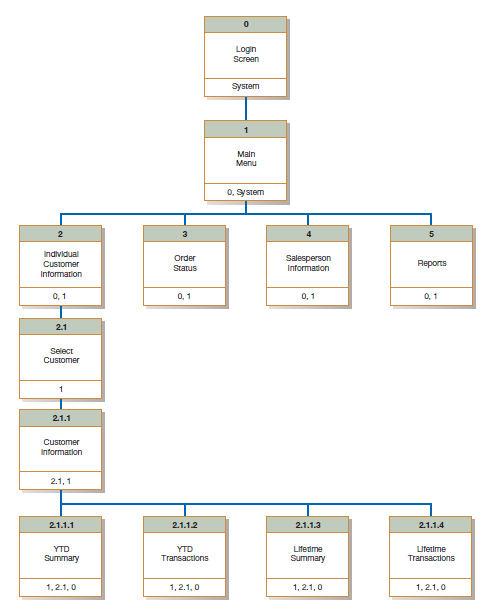 0
Login
Screen
System
1
Main
Menu
0, System
2
Individual
Customer
Information
0, 1
3
Order
Status
0, 1
4
Salesperson
Information
0, 1
5
Reports
0, 1
2.1
Select
Customer
1
2.1.1
Customer
Information
2.1, 1
2.1.1.1
YTD
Summary
1, 2.1, 0
2.1.1.2
YTD
Transactions
1, 2.1, 0
2.1.1.3
Lifetime
Summary
1, 2.1, 0
2.1.1.4
Lifetime
Transactions
1, 2.1, 0